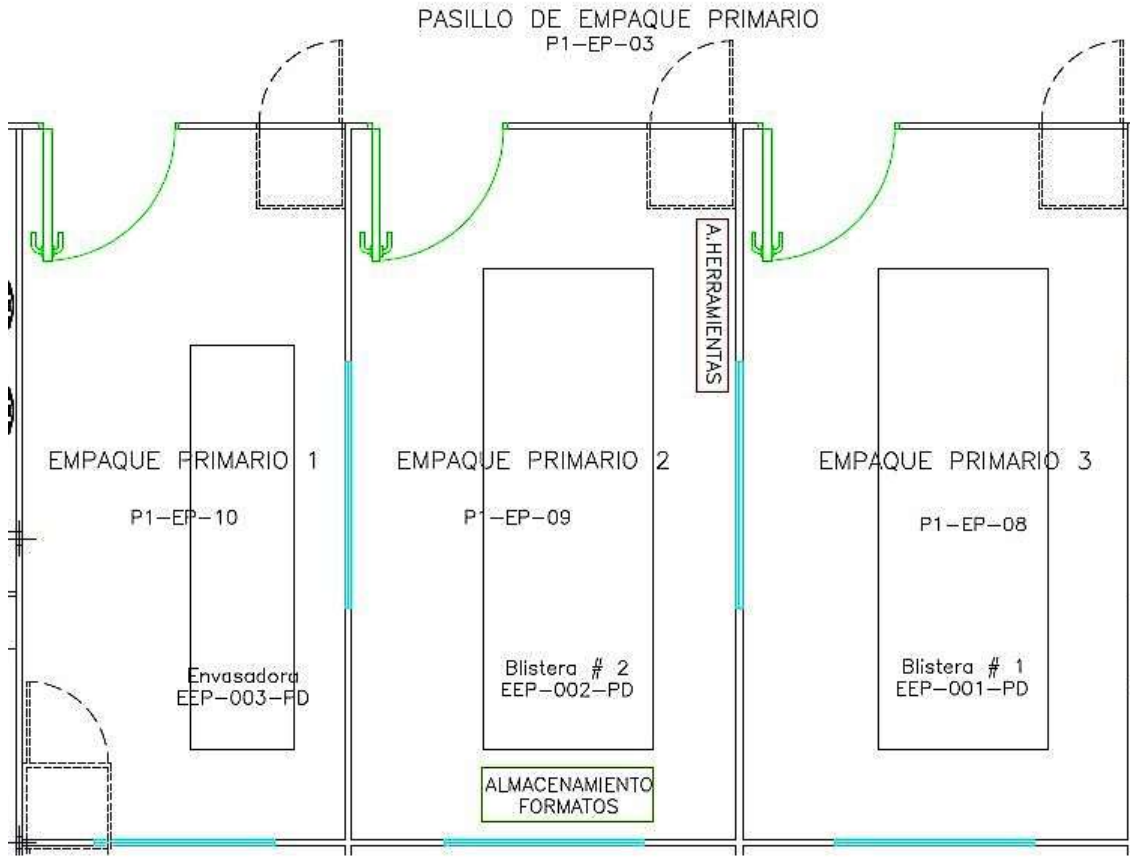 PASILLO DE EMPAQUE PRIMARIO
P1-EP-03
A.HERRAMIENTAS
EMPAQUE PRIMARIO 1
P1-EP-10
EMPAQUE PRIMARIO 2
P1-EP-09
EMPAQUE PRIMARIO 3
P1-EP-08
Envasadora
EEP-003-PD
Blistera # 2
EEP-002-PD
Blistera # 1
EEP-001-PD
ALMACENAMIENTO
FORMATOS